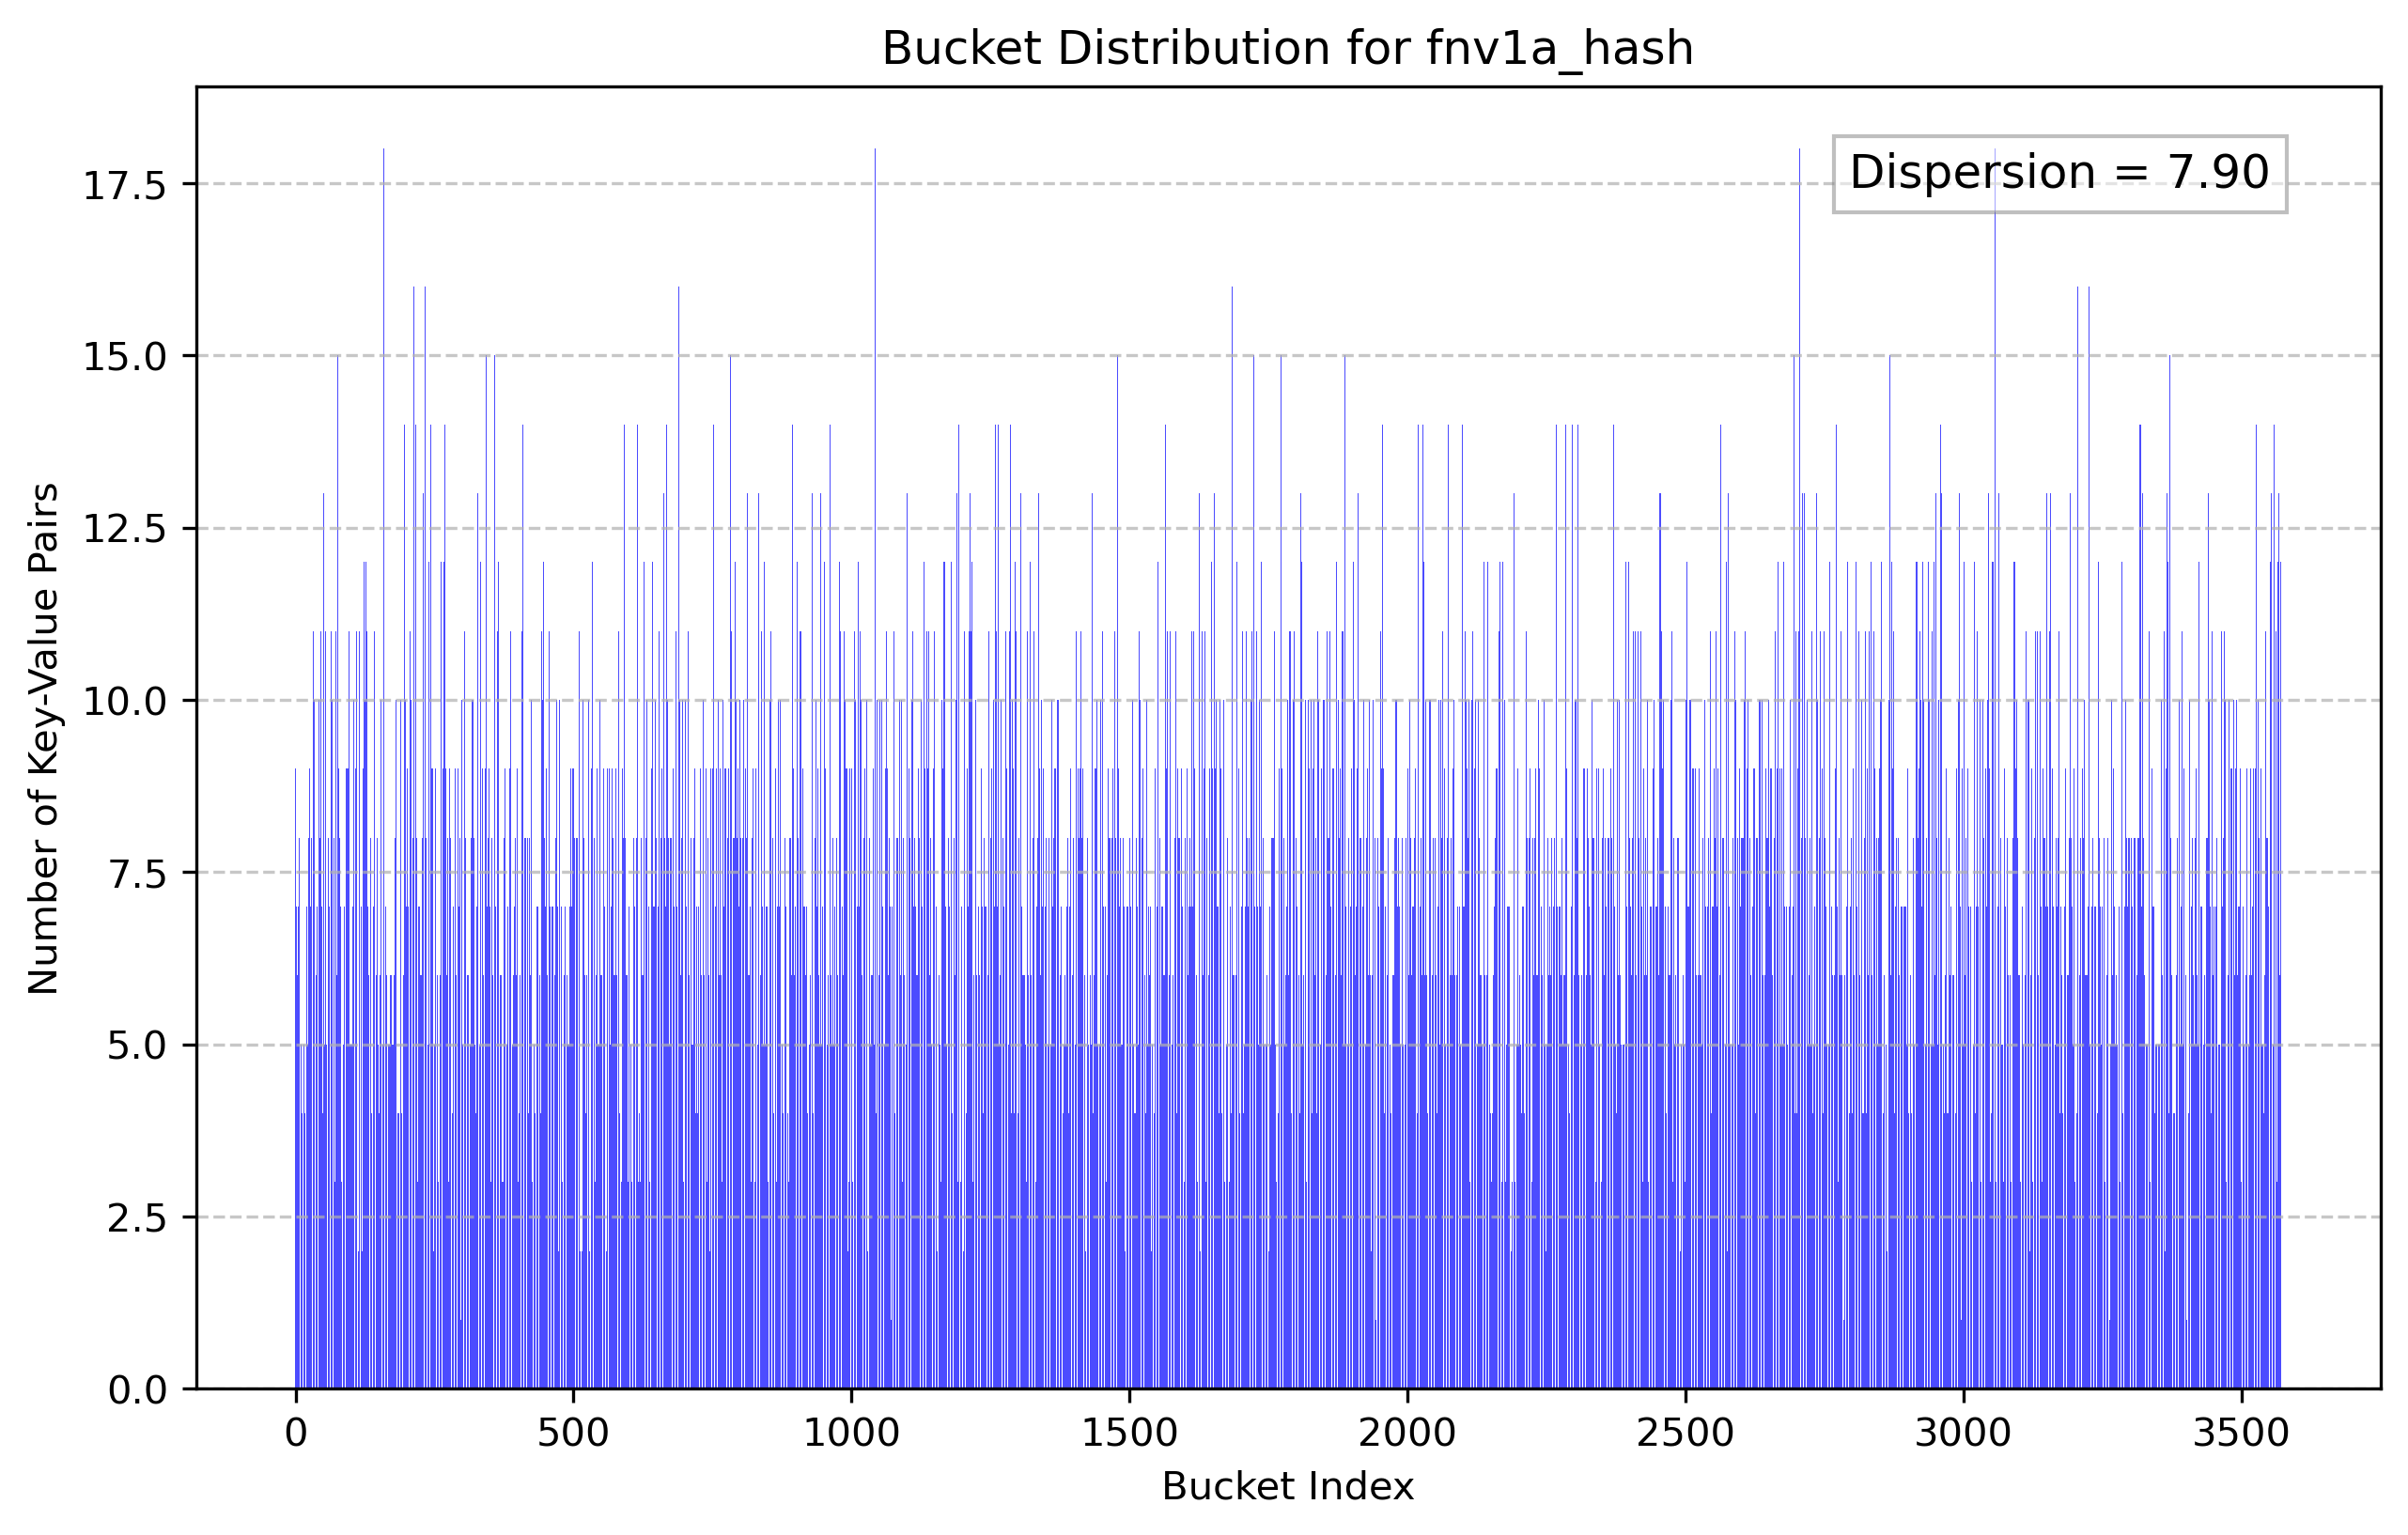 Bucket Distribution for fnv1a_hash
Dispersion = 7.90
Number of Key-Value Pairs
17.5
15.0
12.5
10.0
7.5
5.0
2.5
0.0
0 500 1000 1500 2000 2500 3000 3500
Bucket Index